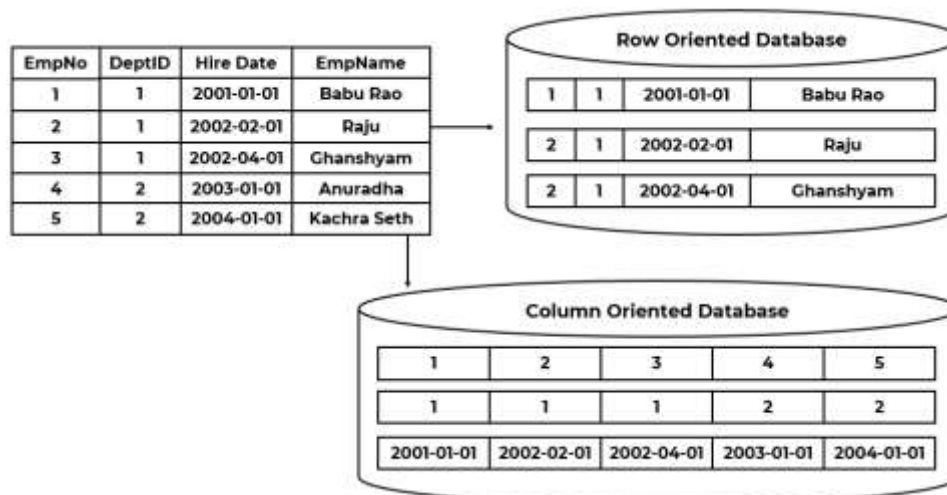 EmpNo DeptID Hire Date EmpName
1 1 2001-01-01 Babu Rao
2 1 2002-02-01 Raju
3 1 2002-04-01 Ghanshyam
4 2 2003-01-01 Anuradha
5 2 2004-01-01 Kachra Seth
Row Oriented Database
1 1 2001-01-01 Babu Rao
2 1 2002-02-01 Raju
2 1 2002-04-01 Ghanshyam
Column Oriented Database
1 2 3 4 5
1 1 1 2 2
2001-01-01 2002-02-01 2002-04-01 2003-01-01 2004-01-01